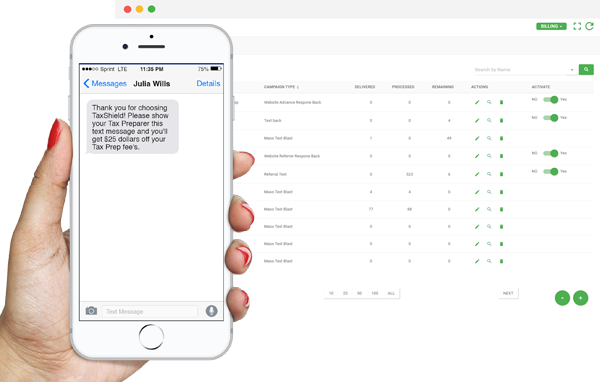 BILLING
Sprint LTE 11:38 PM 75%
Messages Julia Wills Details
Thank you for choosing
TaxShield! Please show
your Tax Preparer this
text message and you'll
get $25 dollars off your
Tax Prep fee's.
Text Message
Search by Name
CAMPAIGN TYPE DELIVERED PROCESSED REMAINING ACTIONS ACTIVATE
Website Advance Respone Back 0 0 0 NO Yes
Text back 0 0 4 NO Yes
Mass Text Blast 1 0 49
Website Referror Respone Back 0 0 0 NO Yes
Referral Text 0 523 6 NO Yes
Mass Text Blast 4 4 0
Mass Text Blast 77 88 0
Mass Text Blast 0 0 0
Mass Text Blast 0 0 0
Mass Text Blast 0 0 0
10 25 50 100 ALL NEXT